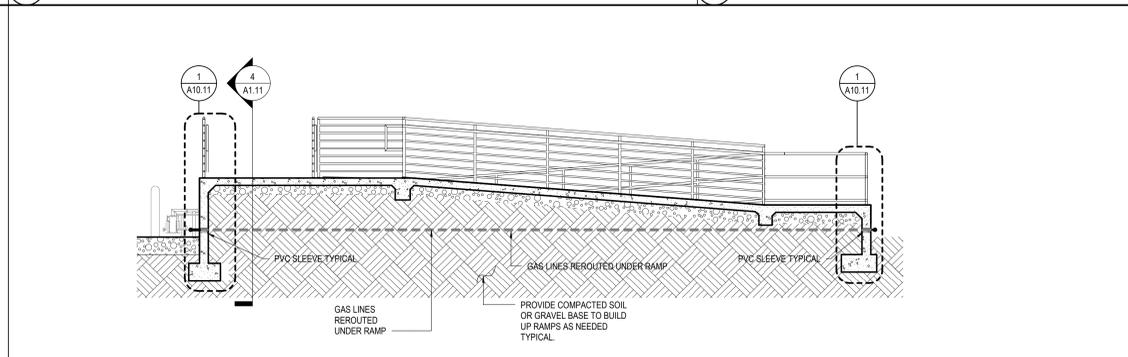 1
A10.11
4
A1.11
1
A10.11
PVC SLEEVE TYPICAL
GAS LINES REROUTED UNDER RAMP
PVC SLEEVE TYPICAL
GAS LINES
REROUTED
UNDER RAMP
PROVIDE COMPACTED SOIL
OR GRAVEL BASE TO BUILD
UP RAMPS AS NEEDED
TYPICAL.